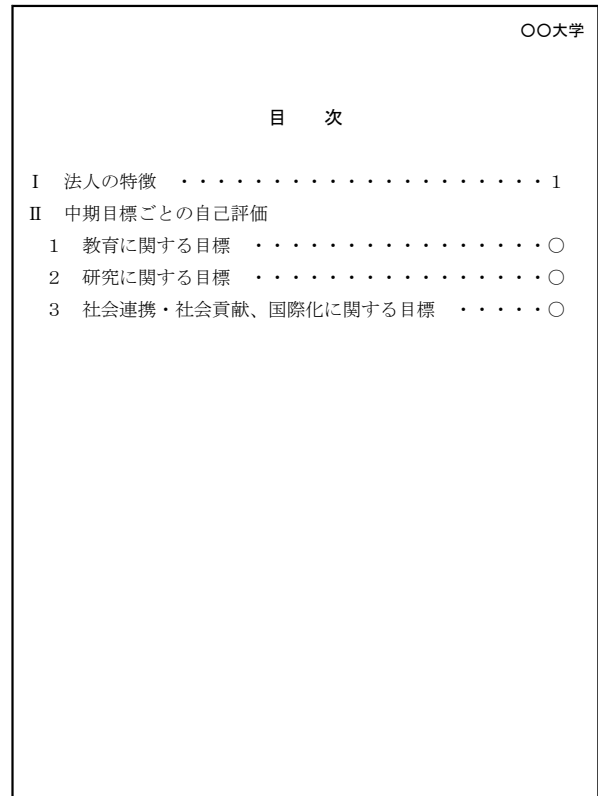 ○○大学
目　次
Ⅰ　法人の特徴　・・・・・・・・・・・・・・・・・・・・1
Ⅱ　中期目標ごとの自己評価
1　教育に関する目標　・・・・・・・・・・・・・・・・○
2　研究に関する目標　・・・・・・・・・・・・・・・・○
3　社会連携・社会貢献、国際化に関する目標　・・・・・○